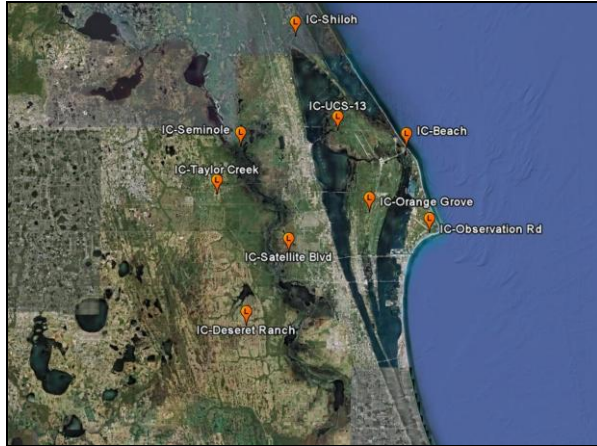 IC-Shiloh
IC-UCS-13
IC-Seminole
IC-Beach
IC-Taylor Creek
IC-Orange Grove
IC-Observation Rd
IC-Satellite Blvd
IC-Deseret Ranch
L
L
L
L
L
L
L
L
L